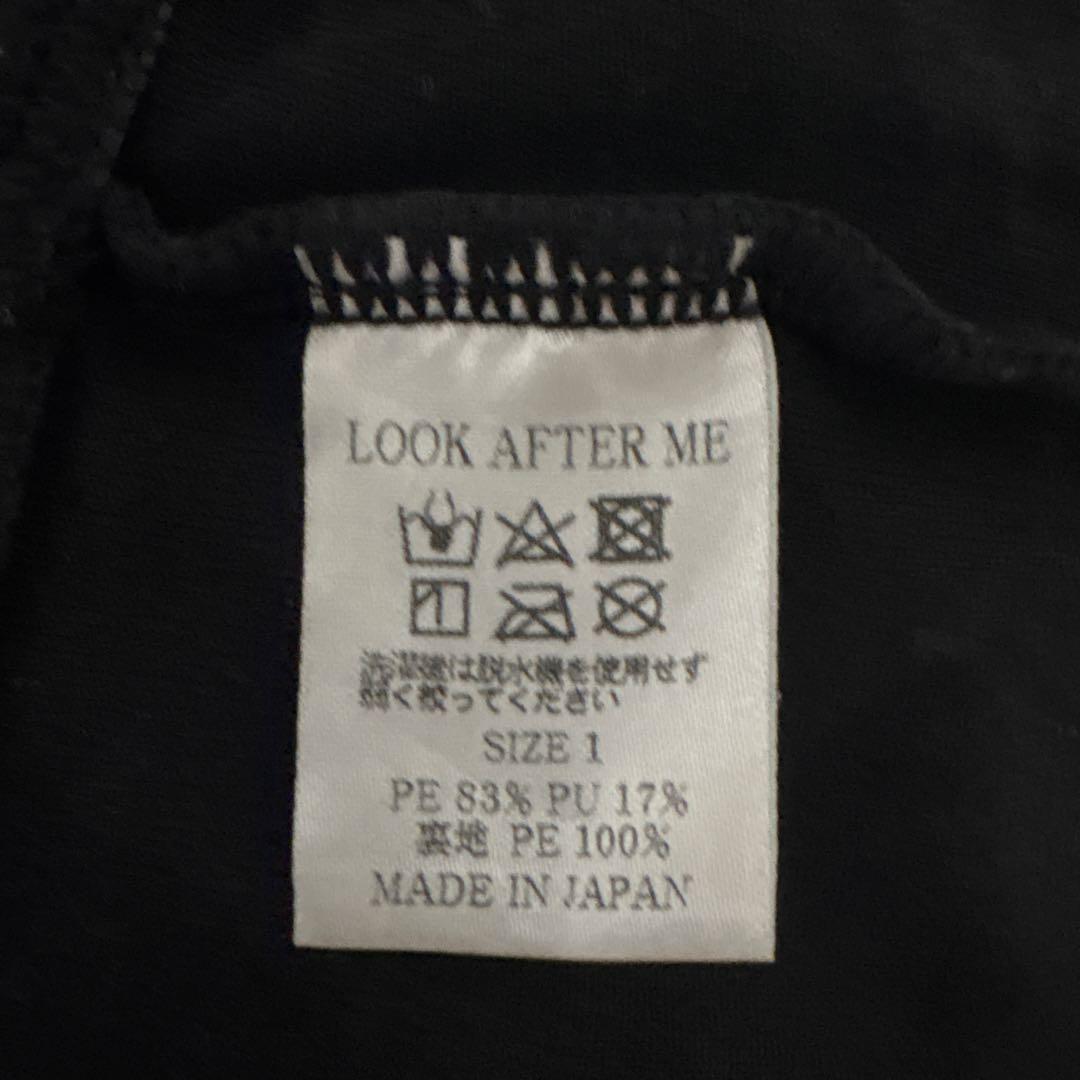 LOOK AFTER ME
洗濯後は脱水機を使用せず
弱く絞ってください
SIZE 1
PE 83% PU 17%
裏地 PE 100%
MADE IN JAPAN